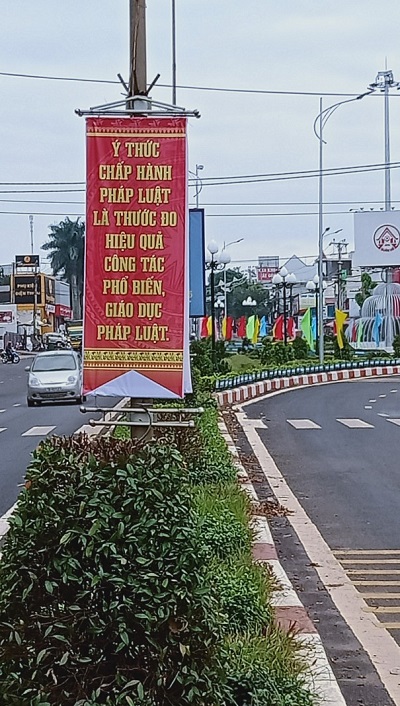 Ý THỨC
CHẤP HÀNH
PHÁP LUẬT
LÀ THƯỚC ĐO
HIỆU QUẢ
CÔNG TÁC
PHỔ BIẾN,
GIÁO DỤC
PHÁP LUẬT.